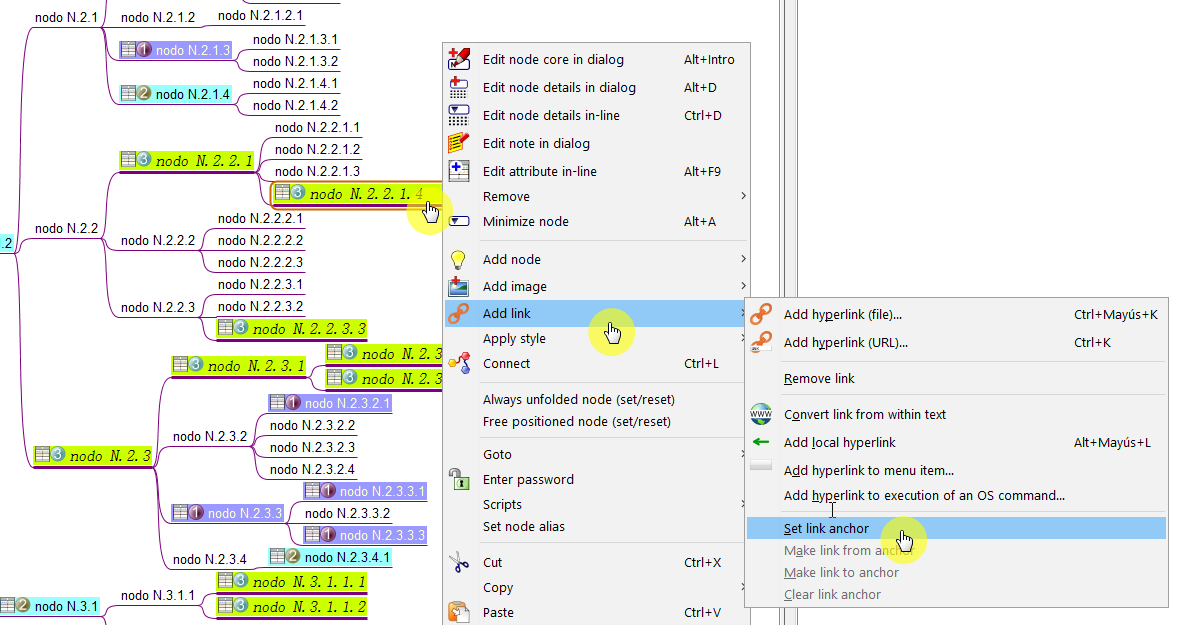 nodo N.2.1
nodo N.2.1.2
nodo N.2.1.2.1
1 nodo N.2.1.3
nodo N.2.1.3.1
nodo N.2.1.3.2
2 nodo N.2.1.4
nodo N.2.1.4.1
nodo N.2.1.4.2
nodo N.2.2
3 nodo N.2.2.1
nodo N.2.2.1.1
nodo N.2.2.1.2
nodo N.2.2.1.3
3 nodo N.2.2.1.4
.2
nodo N.2.2.2
nodo N.2.2.2.1
nodo N.2.2.2.2
nodo N.2.2.2.3
nodo N.2.2.3
nodo N.2.2.3.1
nodo N.2.2.3.2
3 nodo N.2.2.3.3
3 nodo N.2.3
3 nodo N.2.3.1
3 nodo N.2.3
3 nodo N.2.3
nodo N.2.3.2
1 nodo N.2.3.2.1
nodo N.2.3.2.2
nodo N.2.3.2.3
nodo N.2.3.2.4
1 nodo N.2.3.3
1 nodo N.2.3.3.1
nodo N.2.3.3.2
1 nodo N.2.3.3.3
nodo N.2.3.4
2 nodo N.2.3.4.1
2 nodo N.3.1
nodo N.3.1.1
3 nodo N.3.1.1.1
3 nodo N.3.1.1.2
Edit node core in dialog Alt+Intro
Edit node details in dialog Alt+D
Edit node details in-line Ctrl+D
Edit note in dialog
Edit attribute in-line Alt+F9
Remove
Minimize node Alt+A
Add node
Add image
Add link
Apply style
Connect Ctrl+L
Always unfolded node (set/reset)
Free positioned node (set/reset)
Goto
Enter password
Scripts
Set node alias
Cut Ctrl+X
Copy
Paste Ctrl+V
Add hyperlink (file)... Ctrl+Mayús+K
Add hyperlink (URL)... Ctrl+K
Remove link
WWW Convert link from within text
Add local hyperlink Alt+Mayús+L
Add hyperlink to menu item...
Add hyperlink to execution of an OS command...
Set link anchor
Make link from anchor
Make link to anchor
Clear link anchor